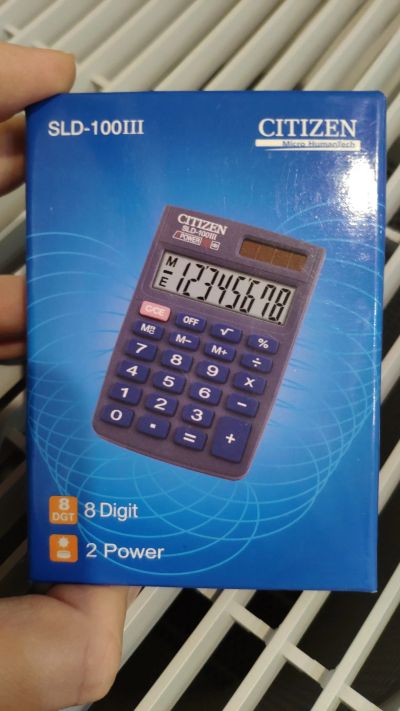 SLD-100III
CITIZEN
Micro HumanTech
CITIZEN
SLD-100III
POWER
M
–
E
12345678
C/CE
OFF
√
%
M–
M+
÷
7
8
9
x
4
5
6
–
1
2
3
+
0
.
=
8
DGT
8 Digit
2 Power